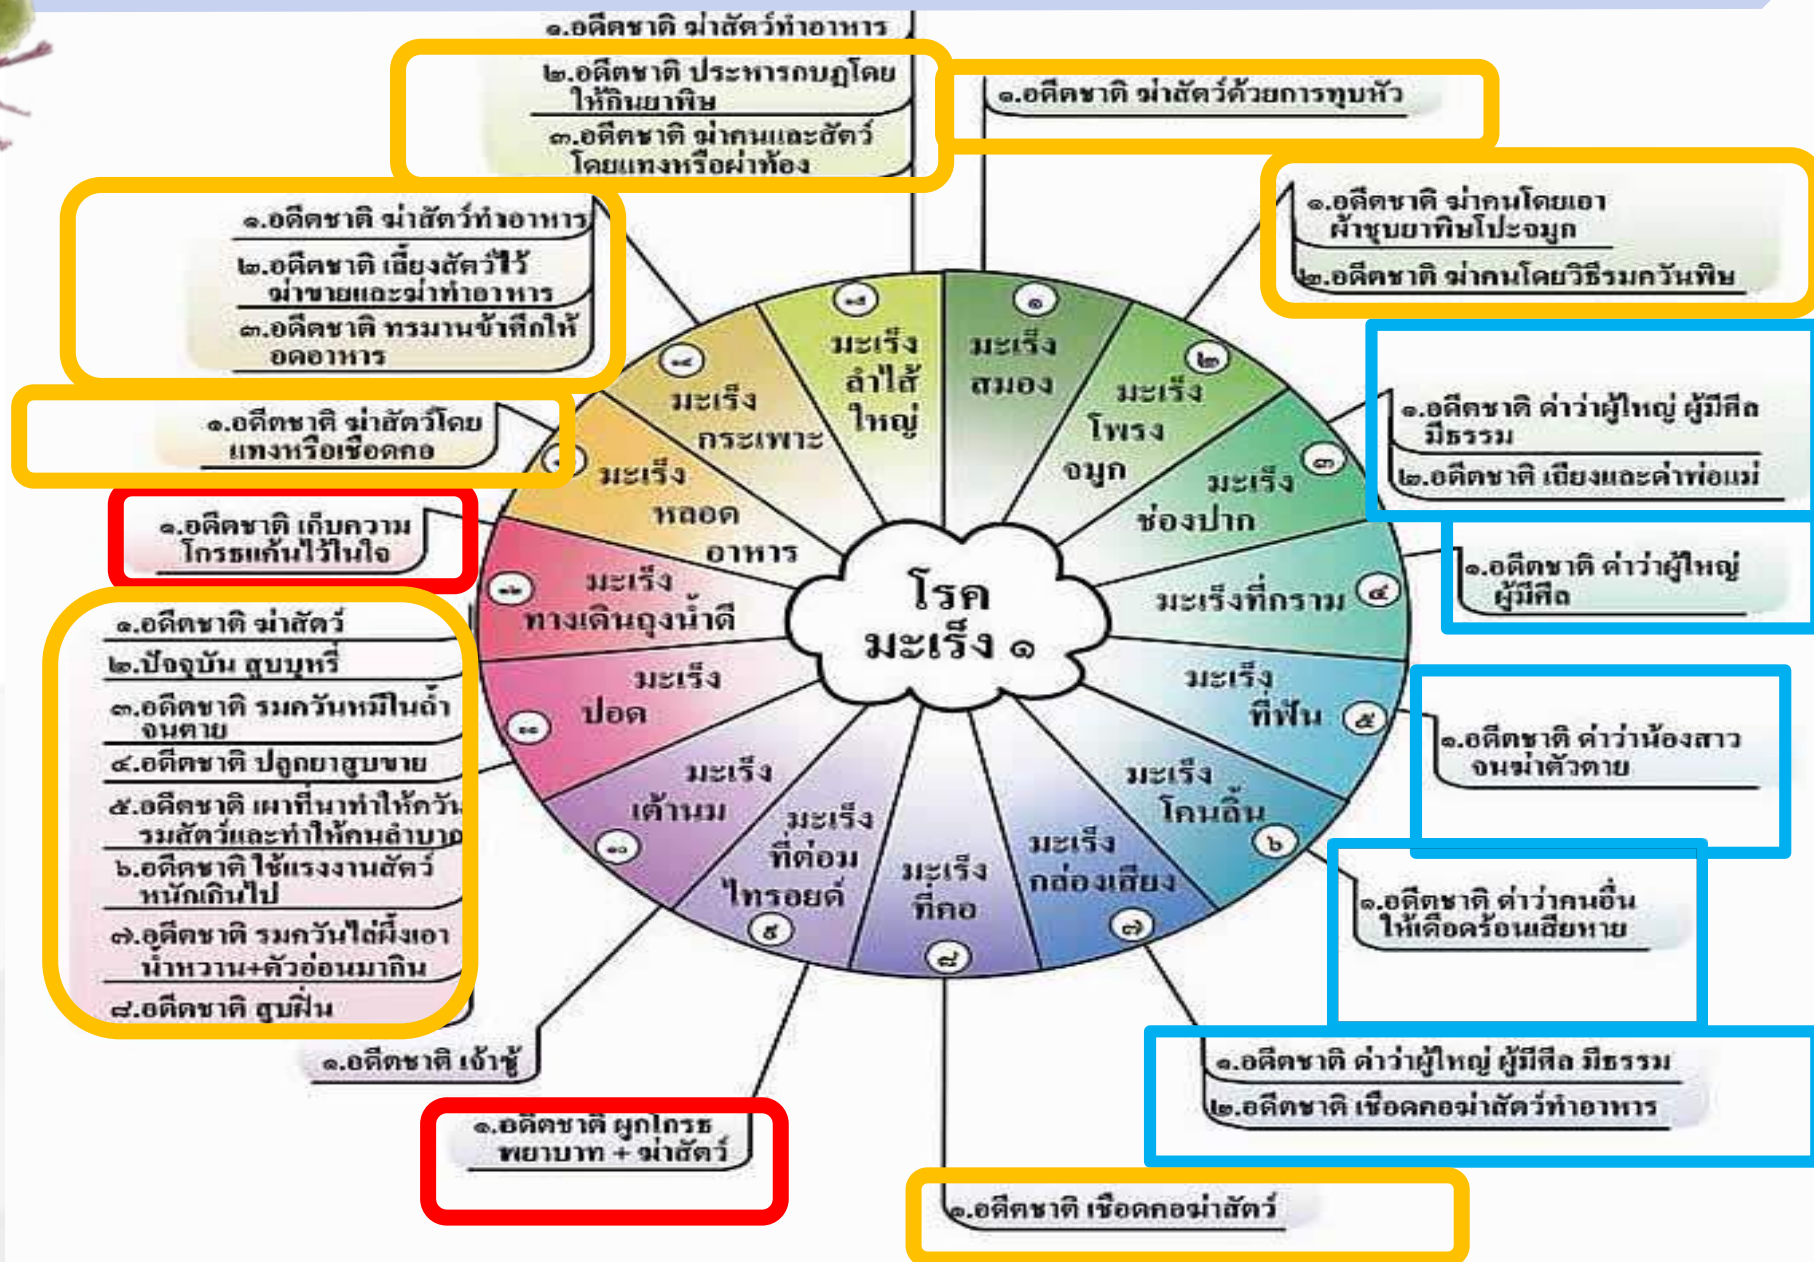 ๑.อดีตชาติ ฆ่าสัตว์ทำอาหาร
๒.อดีตชาติ ประหารกบฏโดย
ให้กินยาพิษ
๓.อดีตชาติ ฆ่าคนและสัตว์
โดยแทงหรือผ่าท้อง
๑.อดีตชาติ ฆ่าสัตว์ด้วยการทุบหัว
๑.อดีตชาติ ฆ่าคนโดยเอา
ผ้าชุบยาพิษโปะจมูก
๒.อดีตชาติ ฆ่าคนโดยวิธีรมควันพิษ
๑.อดีตชาติ ฆ่าสัตว์ทำอาหาร
๒.อดีตชาติ เลี้ยงสัตว์ไว้
ฆ่าขายและฆ่าทำอาหาร
๓.อดีตชาติ ทรมานข้าศึกให้
อดอาหาร
๑.อดีตชาติ ด่าว่าผู้ใหญ่ ผู้มีศีล
มีธรรม
๒.อดีตชาติ เถียงและด่าพ่อแม่
๑.อดีตชาติ ฆ่าสัตว์โดย
แทงหรือเชือดคอ
๑.อดีตชาติ เก็บความ
โกรธแค้นไว้ในใจ
๑.อดีตชาติ ด่าว่าผู้ใหญ่
ผู้มีศีล
๑.อดีตชาติ ฆ่าสัตว์
๒.ปัจจุบัน สูบบุหรี่
๓.อดีตชาติ รมควันหมีในถ้ำ
จนตาย
๔.อดีตชาติ ปลูกยาสูบขาย
๕.อดีตชาติ เผาที่นาทำให้ควัน
รมสัตว์และทำให้คนลำบาก
๖.อดีตชาติ ใช้แรงงานสัตว์
หนักเกินไป
๗.อดีตชาติ รมควันไล่ผึ้งเอา
น้ำหวาน+ตัวอ่อนมากิน
๘.อดีตชาติ สูบฝิ่น
๑.อดีตชาติ ด่าว่าน้องสาว
จนฆ่าตัวตาย
๑.อดีตชาติ ด่าว่าคนอื่น
ให้เดือดร้อนเสียหาย
๑.อดีตชาติ เจ้าชู้
๑.อดีตชาติ ผูกโกรธ
พยาบาท + ฆ่าสัตว์
๑.อดีตชาติ ด่าว่าผู้ใหญ่ ผู้มีศีล มีธรรม
๒.อดีตชาติ เชือดคอฆ่าสัตว์ทำอาหาร
๑.อดีตชาติ เชือดคอฆ่าสัตว์
โรค
มะเร็ง ๑
๑
มะเร็ง
สมอง
๒
มะเร็ง
โพรง
จมูก
๓
มะเร็ง
ช่องปาก
๔
มะเร็งที่กราม
๕
มะเร็ง
ที่ฟัน
๖
มะเร็ง
โคนลิ้น
๗
มะเร็ง
กล่องเสียง
๘
มะเร็ง
ที่คอ
๙
มะเร็ง
ที่ต่อม
ไทรอยด์
๑๐
มะเร็ง
เต้านม
๑๑
มะเร็ง
ปอด
๑๒
มะเร็ง
ทางเดินถุงน้ำดี
มะเร็ง
หลอด
อาหาร
๑๔
มะเร็ง
กระเพาะ
๑๕
มะเร็ง
ลำไส้
ใหญ่